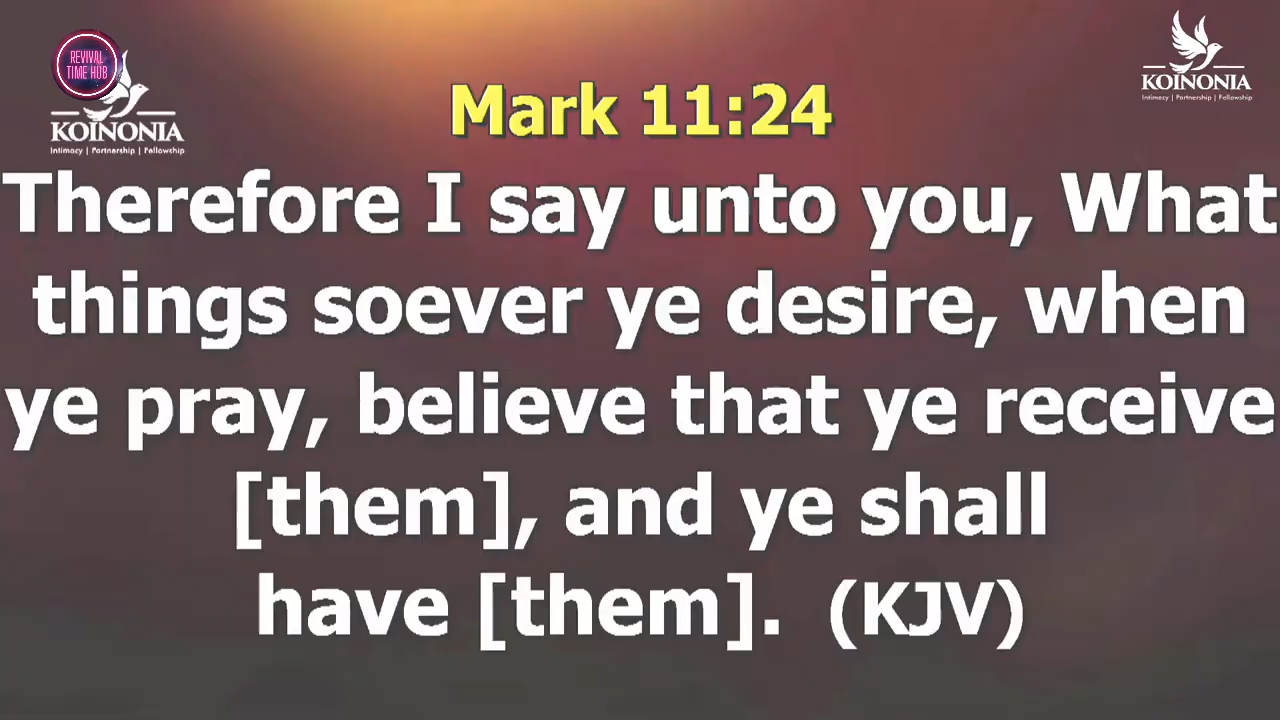 REVIVAL
TIME HUB
KOINONIA
Intimacy | Partnership | Fellowship
KOINONIA
Intimacy | Partnership | Fellowship
Mark 11:24
Therefore I say unto you, What
things soever ye desire, when
ye pray, believe that ye receive
[them], and ye shall
have [them]. (KJV)